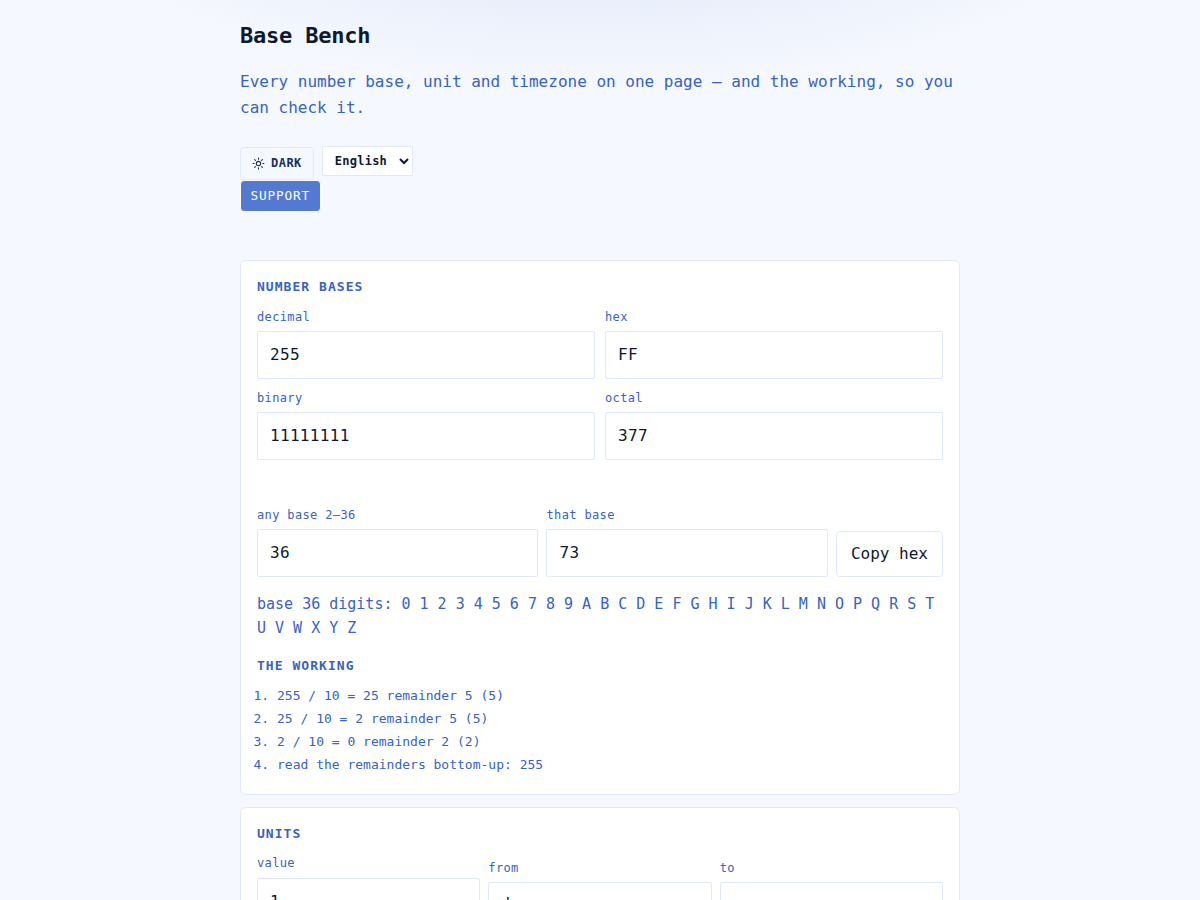 Base Bench
Every number base, unit and timezone on one page — and the working, so you
can check it.
DARK
English
SUPPORT
NUMBER BASES
decimal
hex
255
FF
binary
octal
11111111
377
any base 2–36
that base
36
73
Copy hex
base 36 digits: 0 1 2 3 4 5 6 7 8 9 A B C D E F G H I J K L M N O P Q R S T
U V W X Y Z
THE WORKING
1. 255 / 10 = 25 remainder 5 (5)
2. 25 / 10 = 2 remainder 5 (5)
3. 2 / 10 = 0 remainder 2 (2)
4. read the remainders bottom-up: 255
UNITS
value
from
to